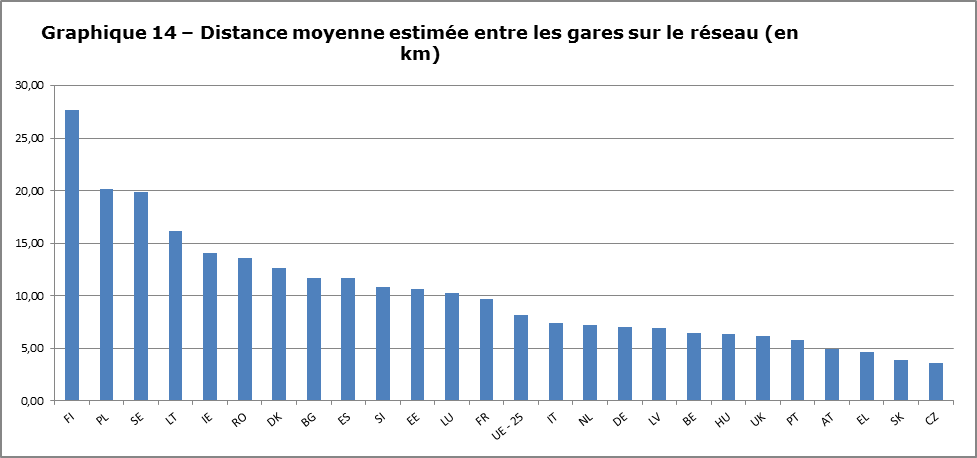 Graphique 14 – Distance moyenne estimée entre les gares sur le réseau (en
km)
30,00
25,00
20,00
15,00
10,00
5,00
0,00
FI PL SE LT IE RO DK BG ES SI EE LU FR UE - 25 IT NL DE LV BE HU UK PT AT EL SK CZ